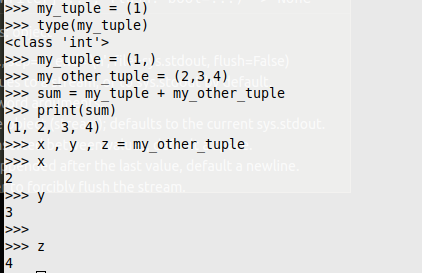 >>> my_tuple = (1)
>>> type(my_tuple)
<class 'int'>
>>> my_tuple = (1,)
>>> my_other_tuple = (2,3,4)
>>> sum = my_tuple + my_other_tuple
>>> print(sum)
(1, 2, 3, 4)
>>> x , y , z = my_other_tuple
>>> x
2
>>> y
3
>>>
>>> z
4